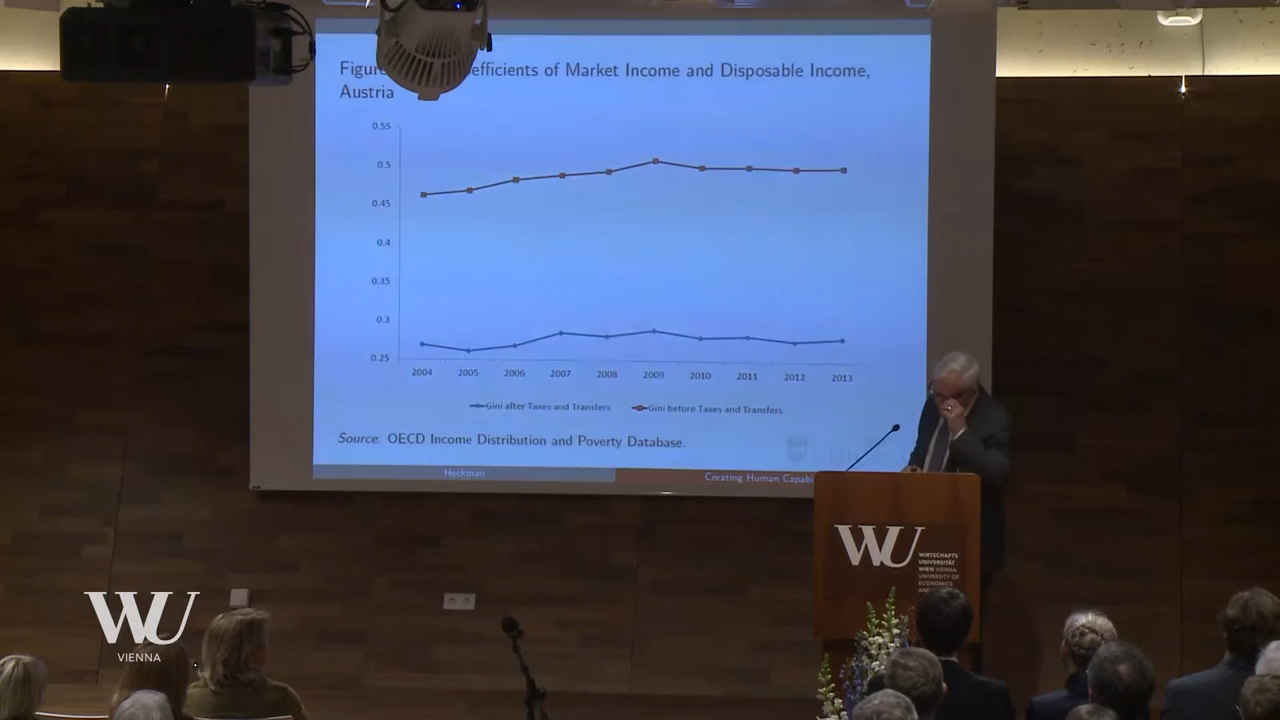 Figure efficients of Market Income and Disposable Income,
Austria
0.55
0.5
0.45
0.4
0.35
0.3
0.25
2004 2005 2006 2007 2008 2009 2010 2011 2012 2013
Gini after Taxes and Transfers Gini before Taxes and Transfers
Source: OECD Income Distribution and Poverty Database.
Heckman Creating Human Capabi
WU
WIRTSCHAFTS
UNIVERSITÄT
WIEN VIENNA
UNIVERSITY OF
ECONOMICS
WU
VIENNA